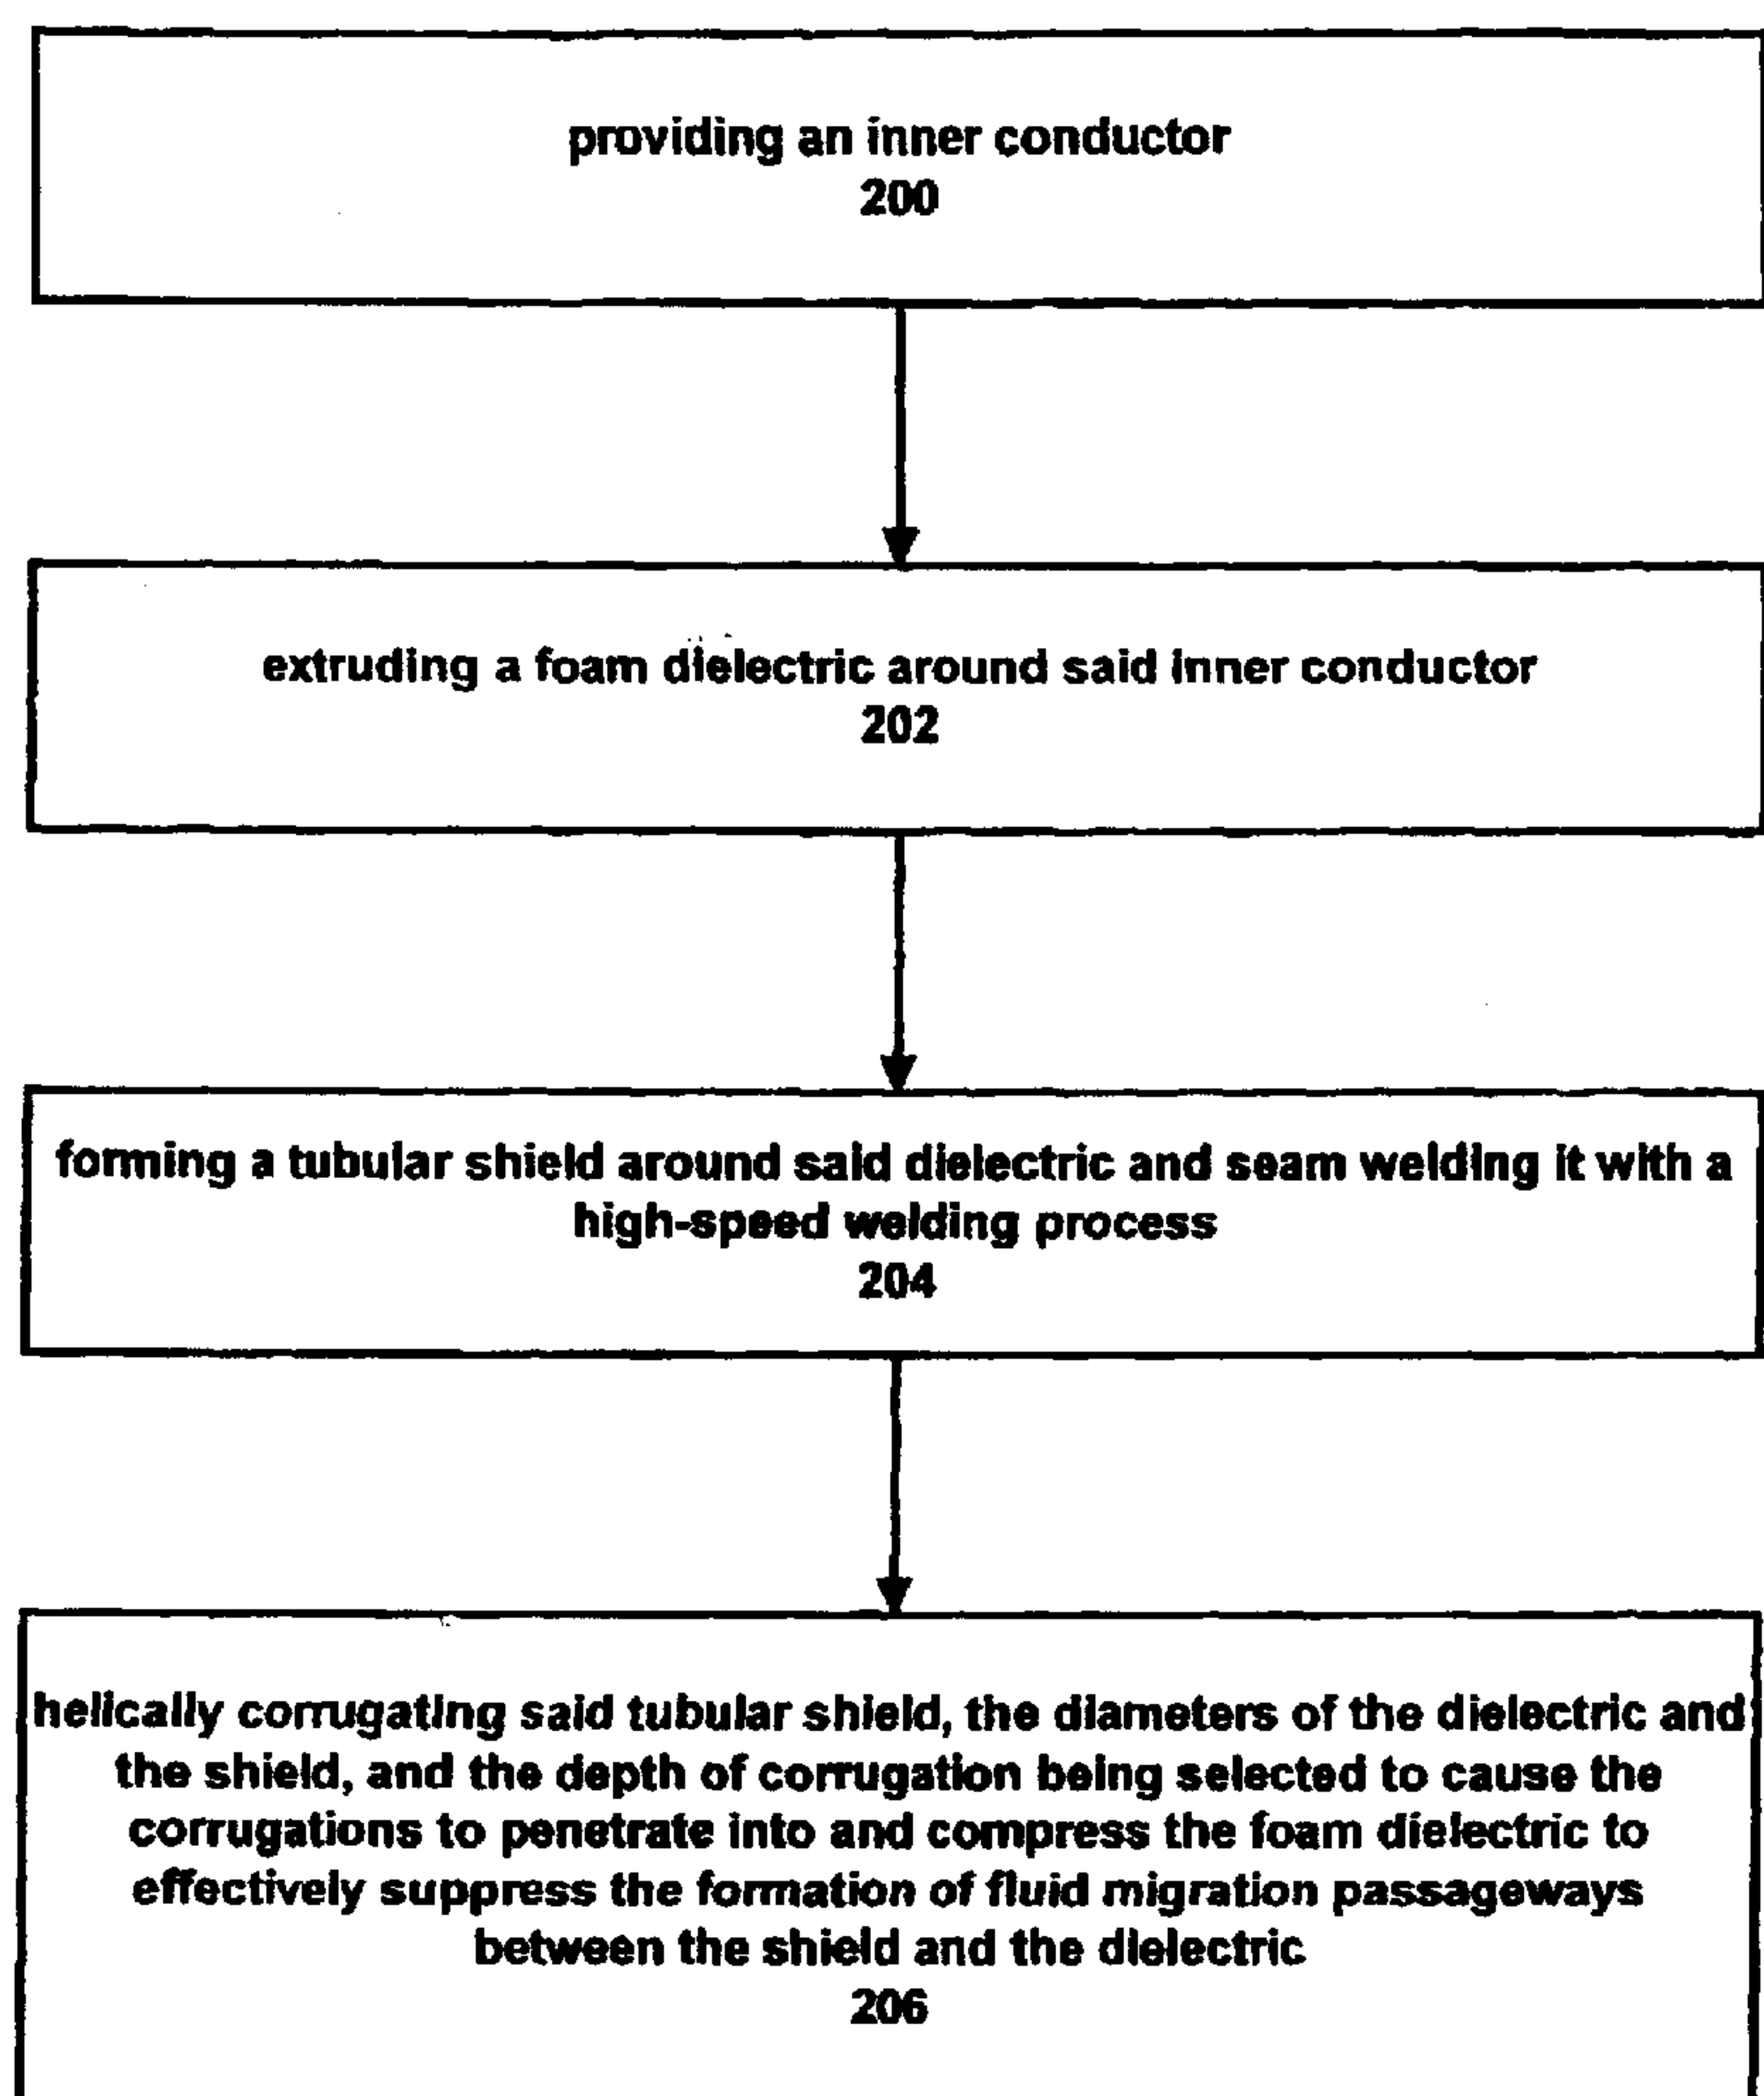 providing an inner conductor
200
extruding a foam dielectric around said inner conductor
202
forming a tubular shield around said dielectric and seam welding it with a
high-speed welding process
204
helically corrugating said tubular shield, the diameters of the dielectric and
the shield, and the depth of corrugation being selected to cause the
corrugations to penetrate into and compress the foam dielectric to
effectively suppress the formation of fluid migration passageways
between the shield and the dielectric
206